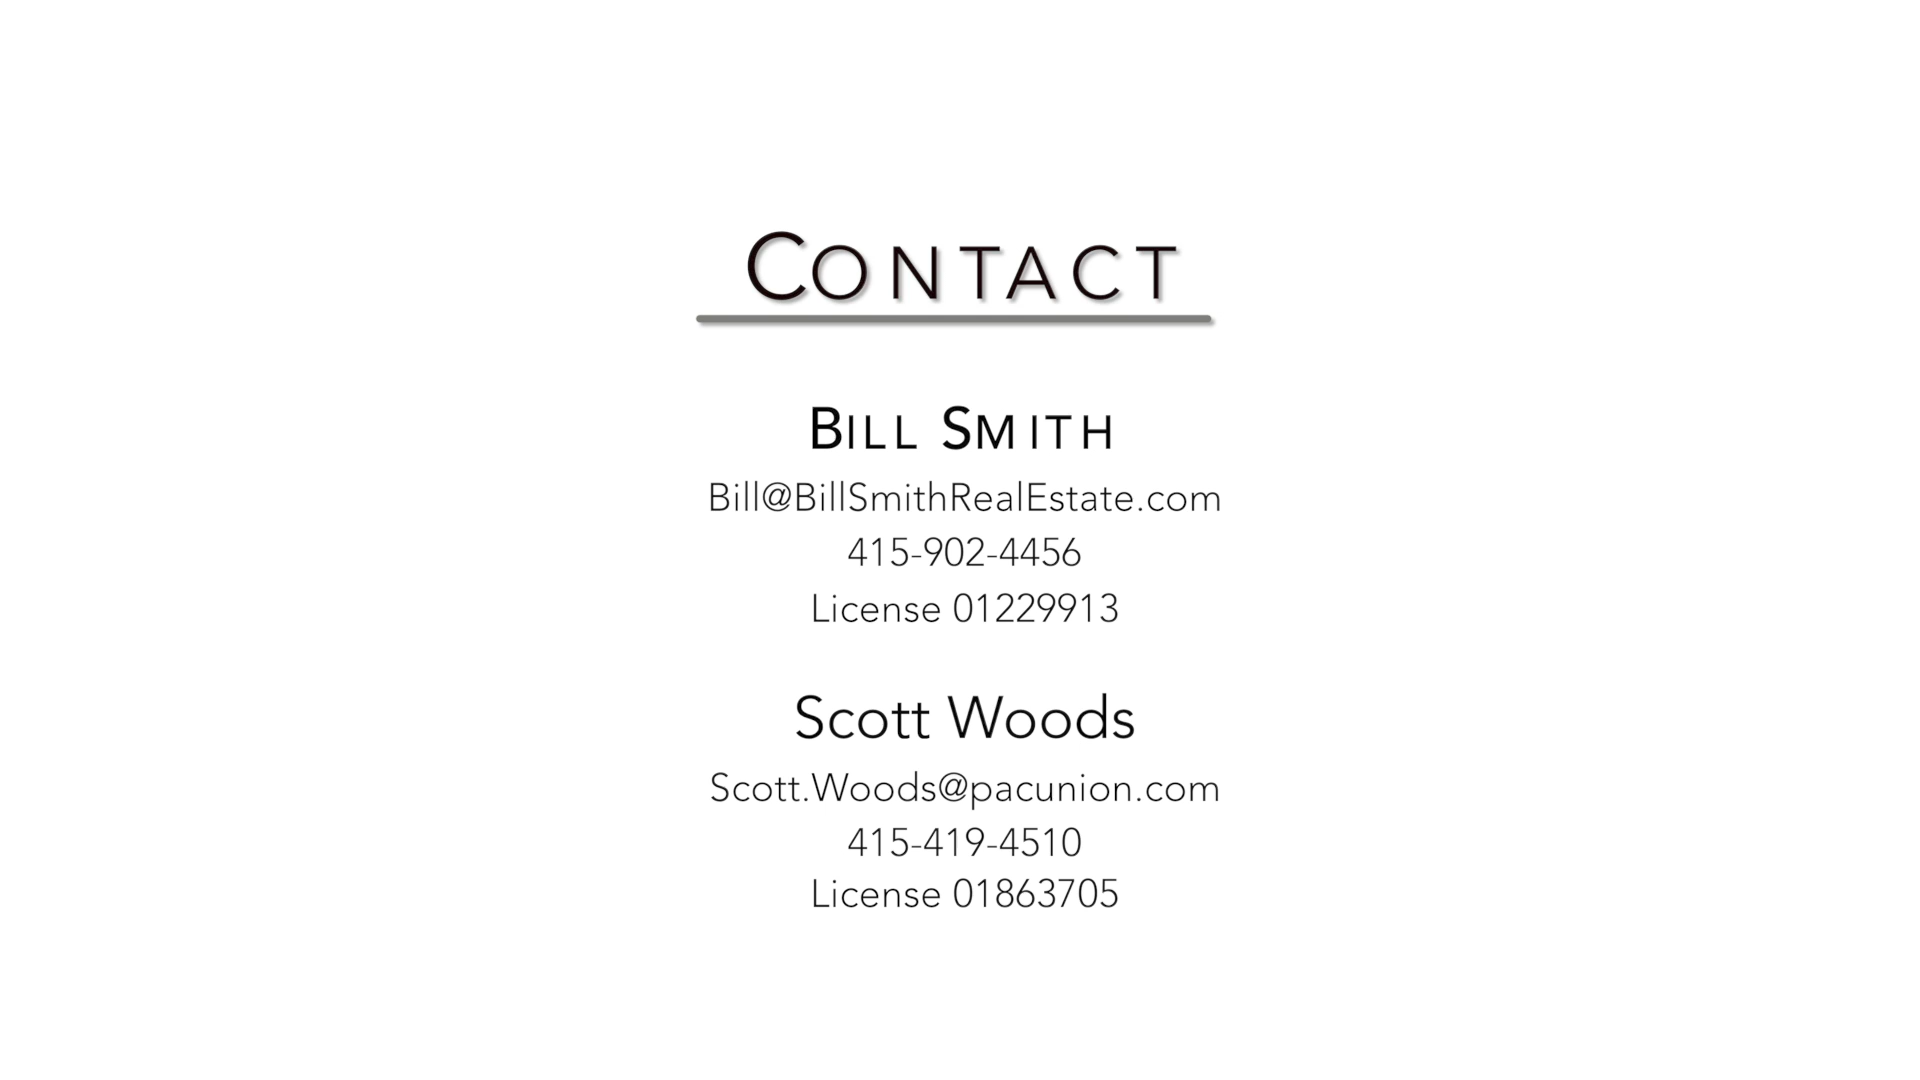 CONTACT
BILL SMITH
Bill@BillSmithRealEstate.com
415-902-4456
License 01229913
Scott Woods
Scott.Woods@pacunion.com
415-419-4510
License 01863705